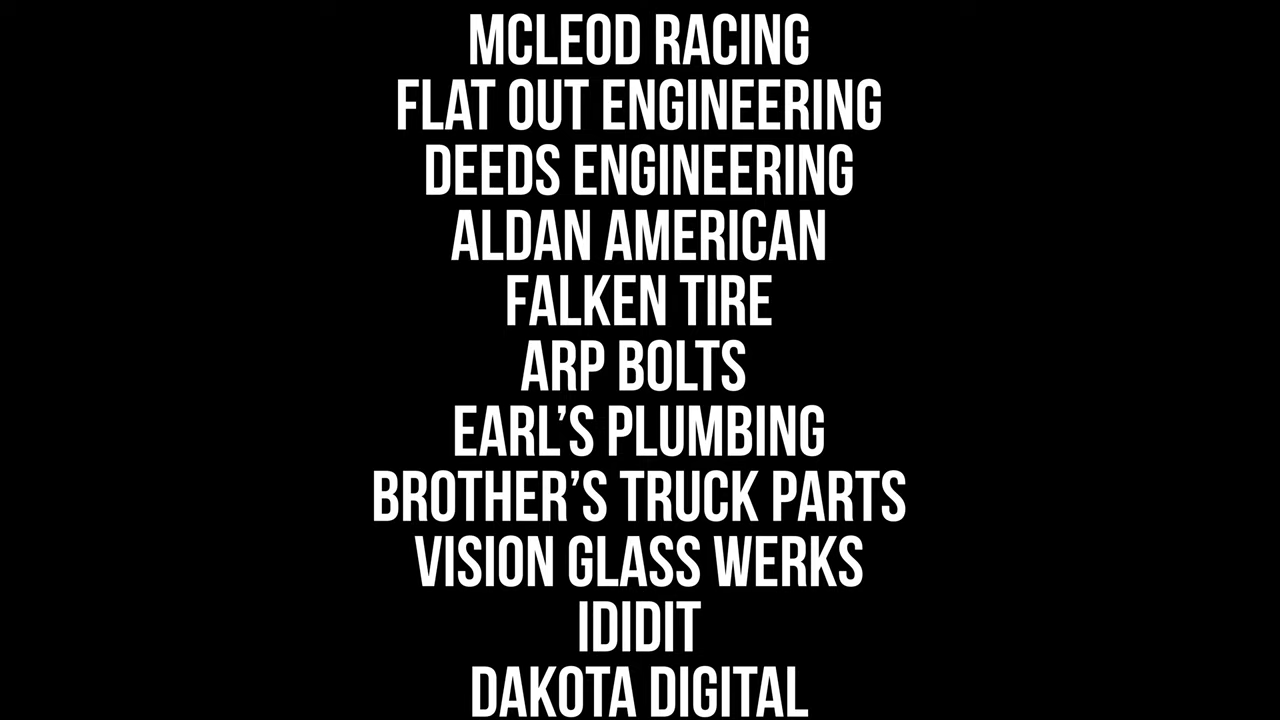 MCLEOD RACING
FLAT OUT ENGINEERING
DEEDS ENGINEERING
ALDAN AMERICAN
FALKEN TIRE
ARP BOLTS
EARL’S PLUMBING
BROTHER’S TRUCK PARTS
VISION GLASS WERKS
IDIDIT
DAKOTA DIGITAL